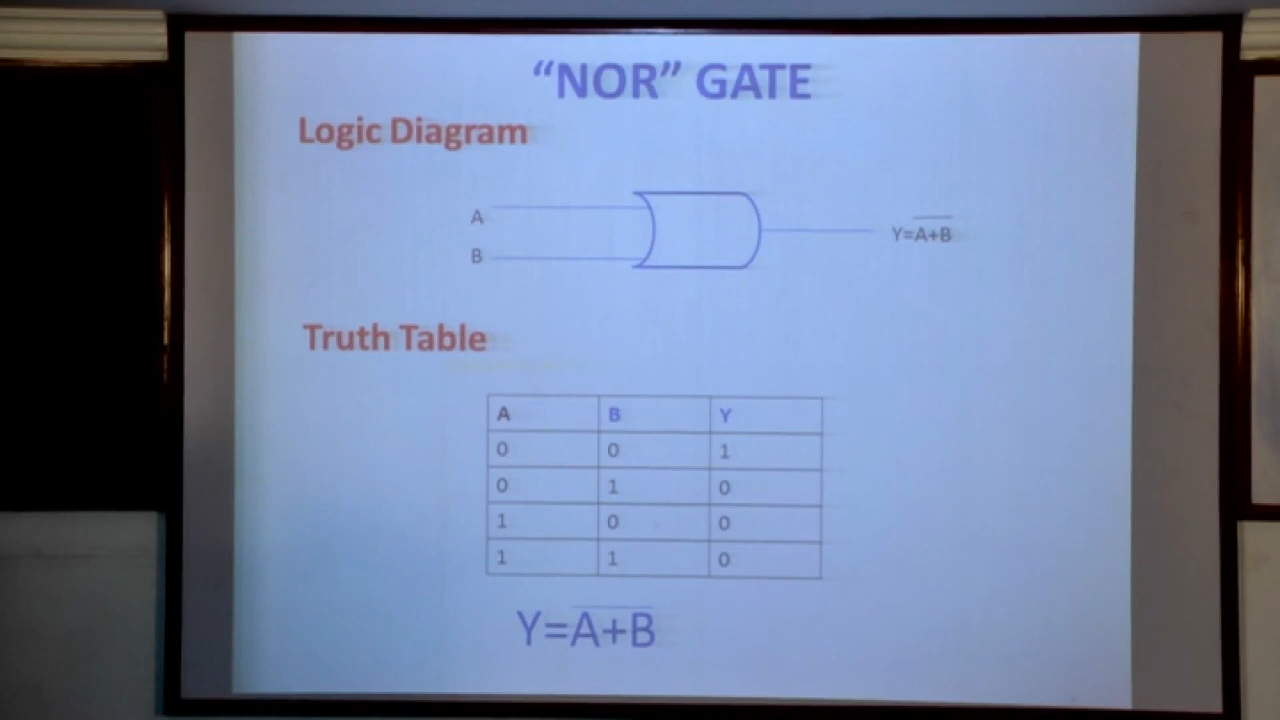 “NOR” GATE
Logic Diagram
A
B
Y=A̅+̅B̅
Truth Table
A B Y
0 0 1
0 1 0
1 0 0
1 1 0
Y=A̅+̅B̅